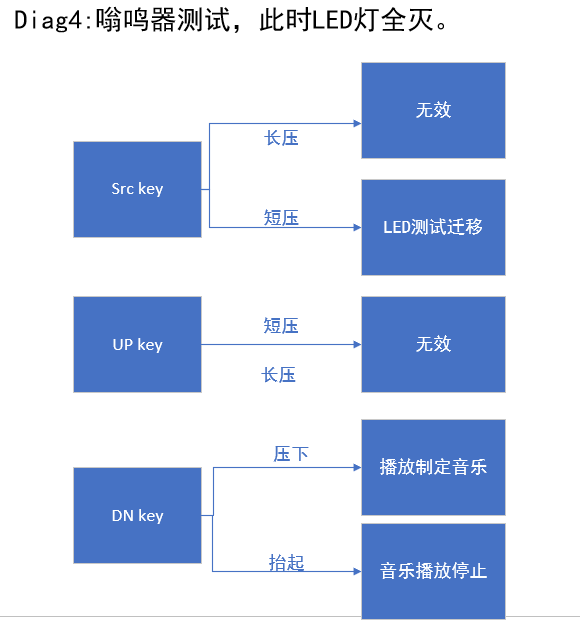 Diag4:嗡鸣器测试，此时LED灯全灭。
Src key
长压
无效
短压
LED测试迁移
UP key
短压
长压
无效
DN key
压下
播放制定音乐
抬起
音乐播放停止